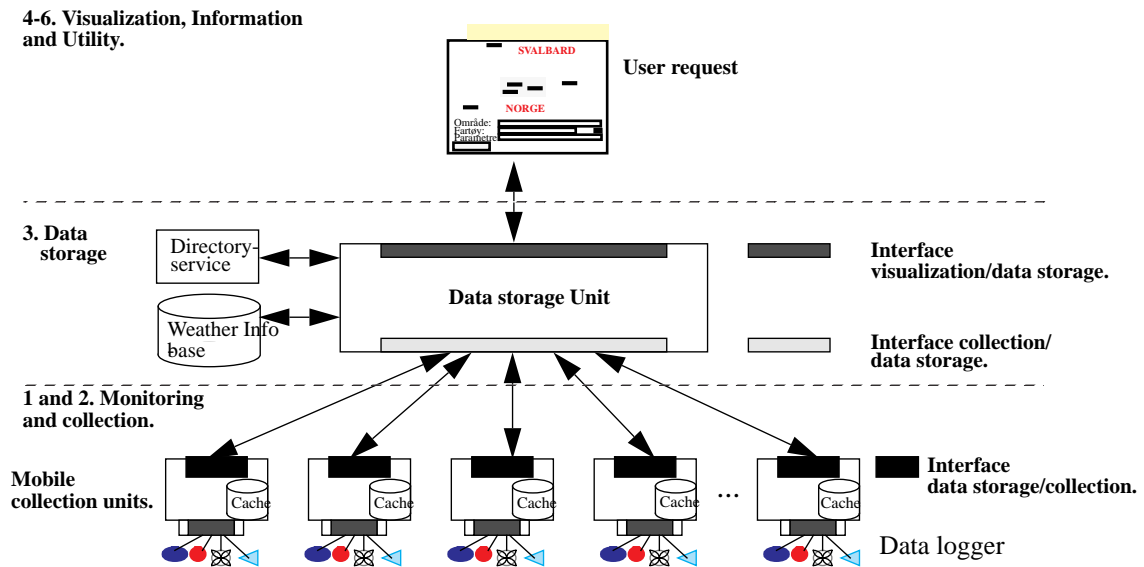 4-6. Visualization, Information
and Utility.
SVALBARD
User request
NORGE
Område:
Fartøy:
Parametre
3. Data
storage
Directory-
service
Interface
visualization/data storage.
Data storage Unit
Weather Info
base
Interface collection/
data storage.
1 and 2. Monitoring
and collection.
Mobile
collection units.
Cache
Cache
Cache
Cache
...
Cache
Interface
data storage/collection.
Data logger